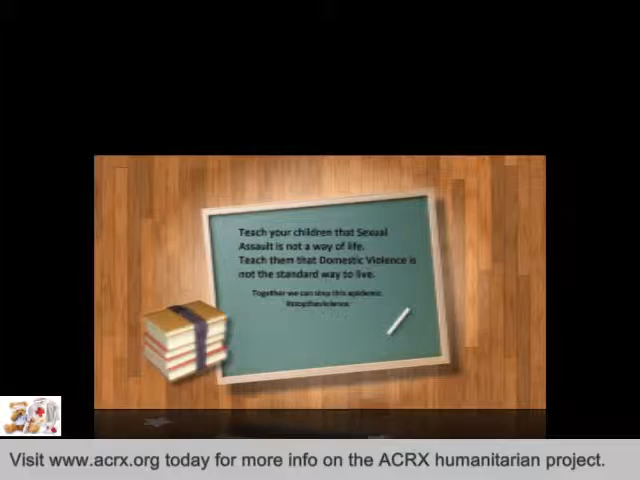 Teach your children that Sexual
Assault is not a way of life.
Teach them that Domestic Violence is
not the standard way to live.
Together we can stop this epidemic
#stoptheviolence
Visit www.acrx.org today for more info on the ACRX humanitarian project.